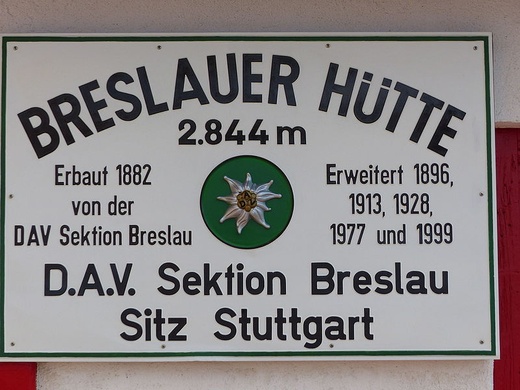 BRESLAUER HÜTTE
2.844 m
Erbaut 1882
von der
DAV Sektion Breslau
Erweitert 1896,
1913, 1928,
1977 und 1999
D.A.V. Sektion Breslau
Sitz Stuttgart